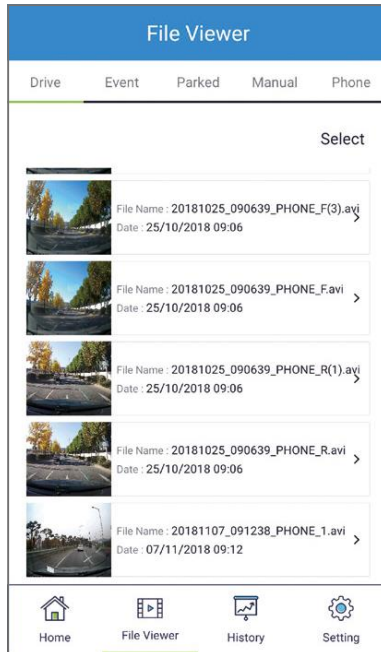 File Viewer
Drive Event Parked Manual Phone
Select
File Name : 20181025_090639_PHONE_F(3).avi
Date : 25/10/2018 09:06
File Name : 20181025_090639_PHONE_F.avi
Date : 25/10/2018 09:06
File Name : 20181025_090639_PHONE_R(1).avi
Date : 25/10/2018 09:06
File Name : 20181025_090639_PHONE_R.avi
Date : 25/10/2018 09:06
File Name : 20181107_091238_PHONE_1.avi
Date : 07/11/2018 09:12
Home File Viewer History Setting